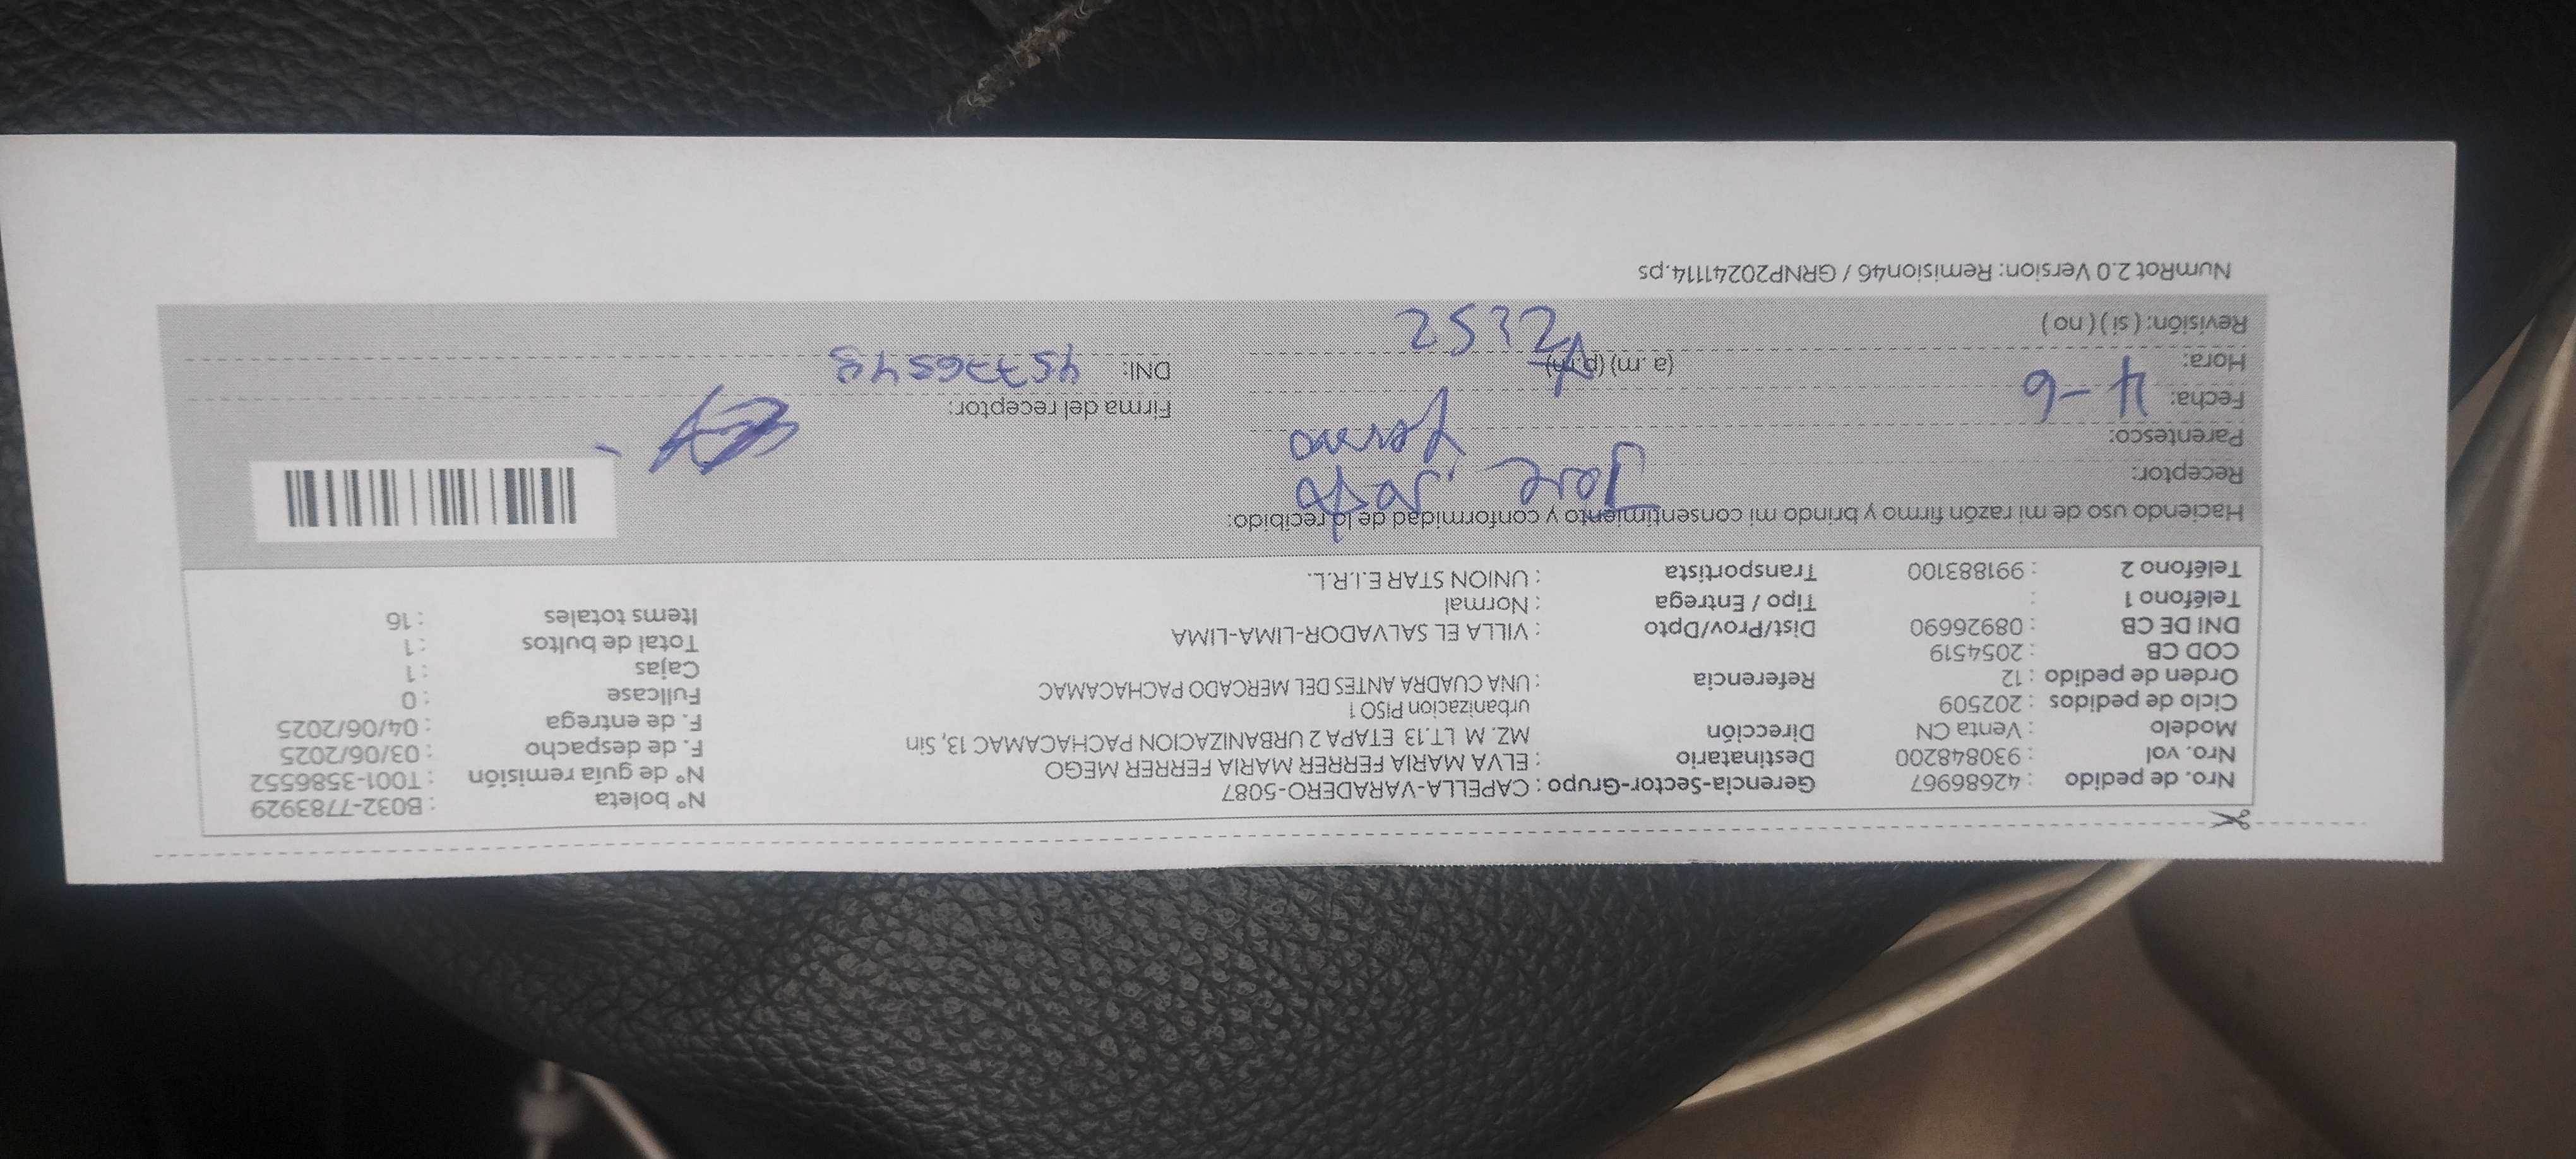 Nro. de pedido : 42686967 Gerencia-Sector-Grupo : CAPELLA-VARADERO-5087 N° boleta : B032-7783929
Nro. vol : 930848200 Destinatario : ELVA MARIA FERRER MARIA FERRER MEGO N° de guía remisión : T001-3586552
Modelo : Venta CN Dirección MZ. M LT.13 ETAPA 2 URBANIZACION PACHACAMAC 13, Sin F. de despacho : 03/06/2025
Ciclo de pedidos : 202509 urbanizacion PISO 1 F. de entrega : 04/06/2025
Orden de pedido : 12 Referencia : UNA CUADRA ANTES DEL MERCADO PACHACAMAC Fullcase : 0
COD CB : 2054519 Cajas : 1
DNI DE CB : 08926690 Dist/Prov/Dpto : VILLA EL SALVADOR-LIMA-LIMA Total de bultos : 1
Teléfono 1 : Tipo / Entrega : Normal Items totales : 16
Teléfono 2 : 991883100 Transportista : UNION STAR E.I.R.L.
Haciendo uso de mi razón firmo y brindo mi consentimiento y conformidad de lo recibido:
Receptor: Jose
Parentesco: Yerno
Fecha: 4-6 Firma del receptor:
Hora: (a.m) (p.m) DNI:
Revisión: ( si ) ( no )
NumRot 2.0 Version: Remision46 / GRNP20241114.ps